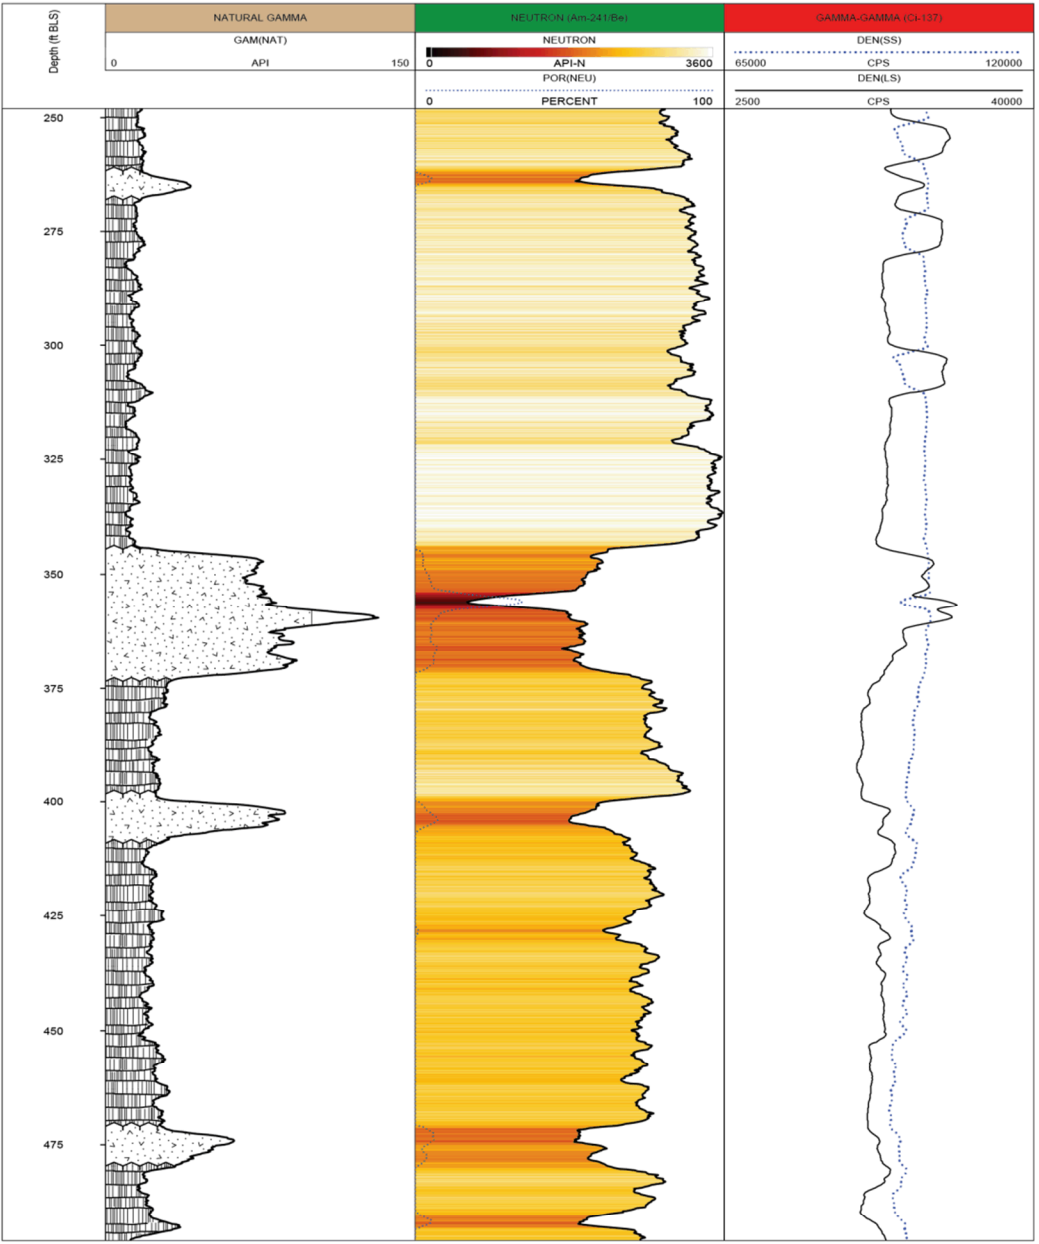 Depth (ft BLS)
NATURAL GAMMA
NEUTRON (Am-241/Be)
GAMMA-GAMMA (Ci-137)
GAM(NAT)
NEUTRON
DEN(SS)
0 API 150
0 API-N 3600
65000 CPS 120000
POR(NEU)
DEN(LS)
0 PERCENT 100
2500 CPS 40000
250
275
300
325
350
375
400
425
450
475